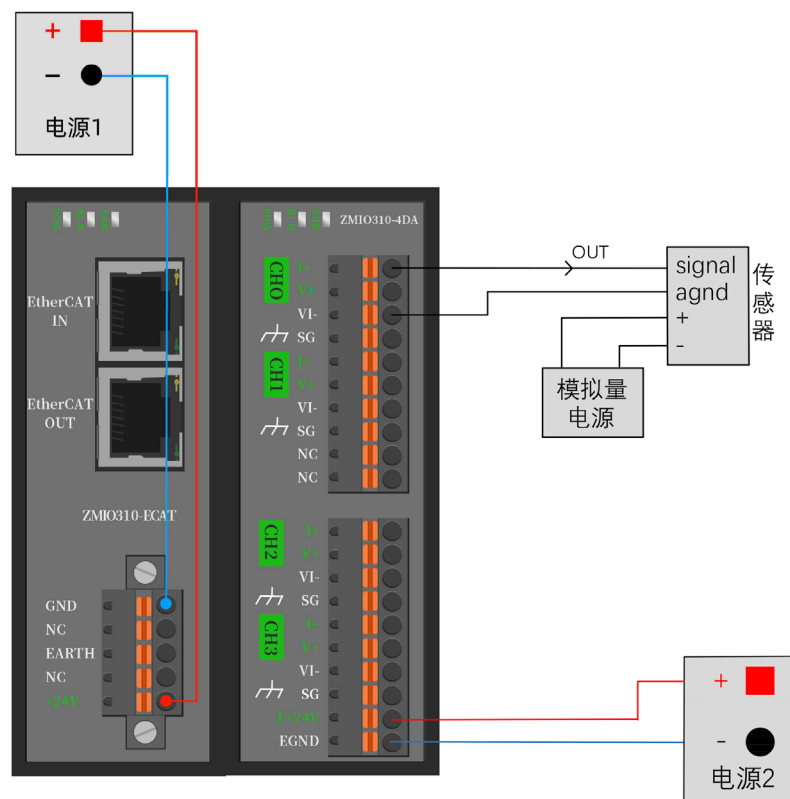 +
−
电源1
ZMIO310-4DA
EtherCAT
IN
EtherCAT
OUT
ZMIO310-ECAT
GND
NC
EARTH
NC
+24V
CH0
I+
V+
VI-
SG
CH1
I+
V+
VI-
SG
NC
NC
CH2
I+
V+
VI-
SG
CH3
I+
V+
VI-
SG
E+24V
EGND
OUT
signal
agnd
+
-
传感器
模拟量
电源
+
-
电源2